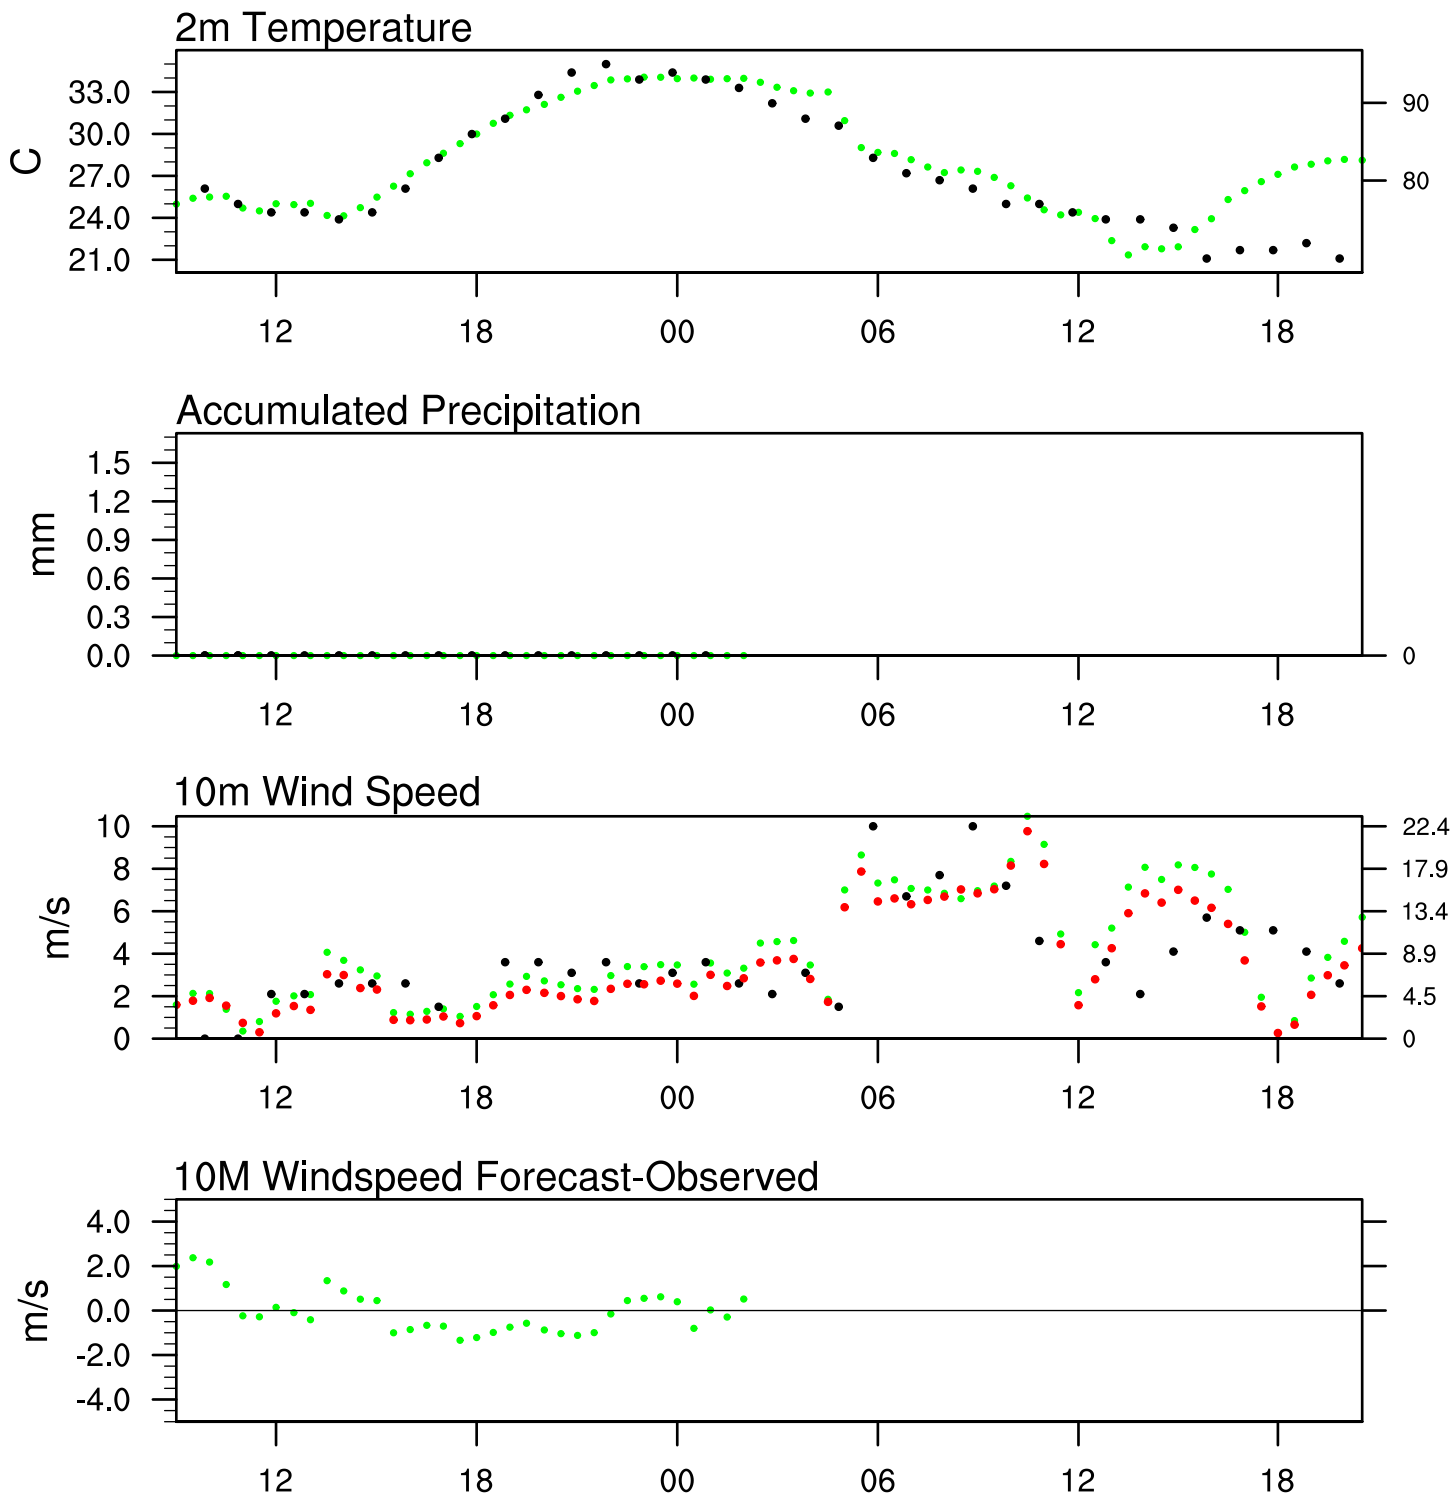 2m Temperature
C
33.0
30.0
27.0
24.0
21.0
90
80
12 18 00 06 12 18
Accumulated Precipitation
mm
1.5
1.2
0.9
0.6
0.3
0.0
0
12 18 00 06 12 18
10m Wind Speed
m/s
10
8
6
4
2
0
22.4
17.9
13.4
8.9
4.5
0
12 18 00 06 12 18
10M Windspeed Forecast-Observed
m/s
4.0
2.0
0.0
-2.0
-4.0
12 18 00 06 12 18